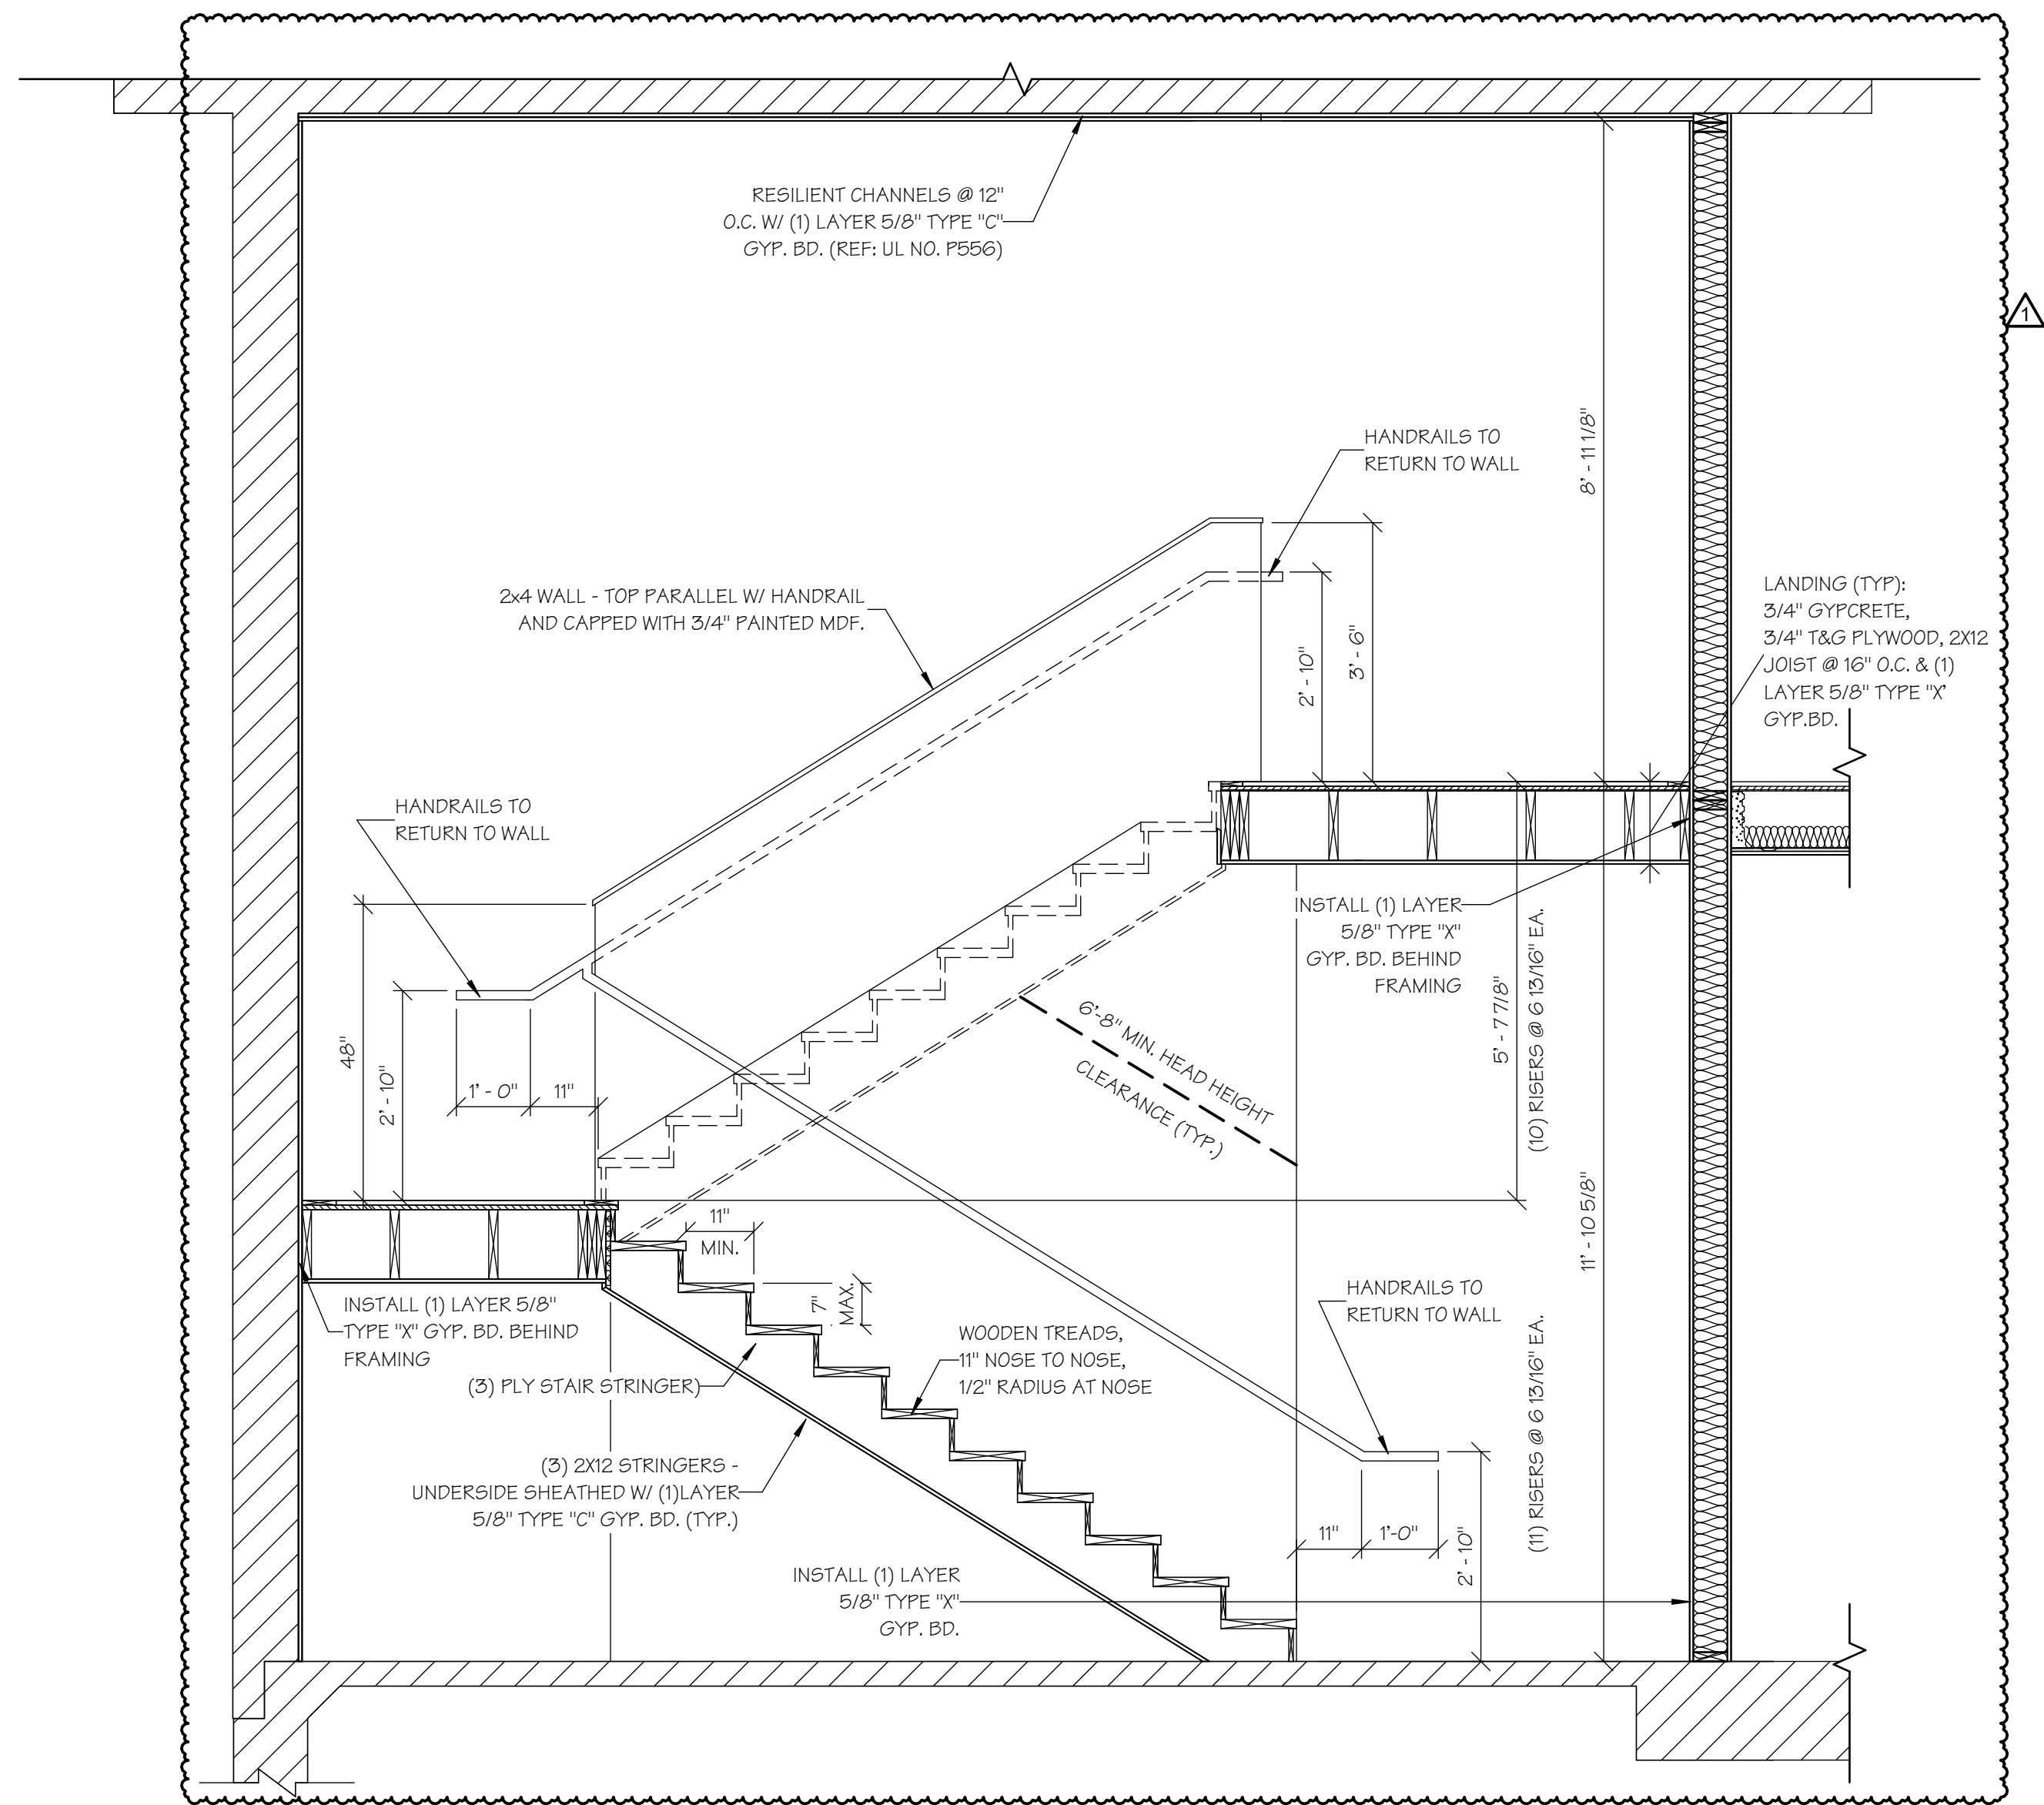 RESILIENT CHANNELS @ 12"
O.C. W/ (1) LAYER 5/8" TYPE "C"
GYP. BD. (REF: UL NO. P556)
1
HANDRAILS TO
RETURN TO WALL
8' - 11 1/8"
2x4 WALL - TOP PARALLEL W/ HANDRAIL
AND CAPPED WITH 3/4" PAINTED MDF.
2' - 10"
3' - 6"
LANDING (TYP):
3/4" GYPCRETE,
3/4" T&G PLYWOOD, 2X12
JOIST @ 16" O.C. & (1)
LAYER 5/8" TYPE "X'
GYP.BD.
HANDRAILS TO
RETURN TO WALL
INSTALL (1) LAYER
5/8" TYPE "X"
GYP. BD. BEHIND
FRAMING
48"
2' - 10"
1' - 0"
11"
6'-8" MIN. HEAD HEIGHT
CLEARANCE (TYP.)
5' - 7 7/8"
(10) RISERS @ 6 13/16" EA.
11' - 10 5/8"
11"
MIN.
7"
MAX.
INSTALL (1) LAYER 5/8"
TYPE "X" GYP. BD. BEHIND
FRAMING
(3) PLY STAIR STRINGER)
WOODEN TREADS,
11" NOSE TO NOSE,
1/2" RADIUS AT NOSE
HANDRAILS TO
RETURN TO WALL
(3) 2X12 STRINGERS -
UNDERSIDE SHEATHED W/ (1)LAYER
5/8" TYPE "C" GYP. BD. (TYP.)
11"
1'-0"
2' - 10"
(11) RISERS @ 6 13/16" EA.
INSTALL (1) LAYER
5/8" TYPE "X"
GYP. BD.